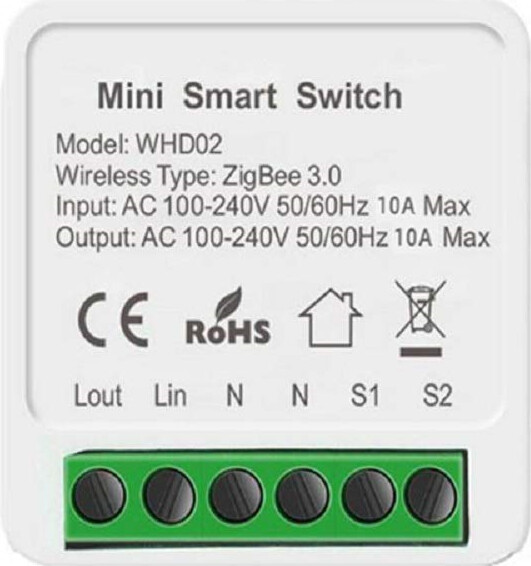 Mini Smart Switch
Model: WHD02
Wireless Type: ZigBee 3.0
Input: AC 100-240V 50/60Hz 10A Max
Output: AC 100-240V 50/60Hz 10A Max
CE RoHS
Lout Lin N N S1 S2